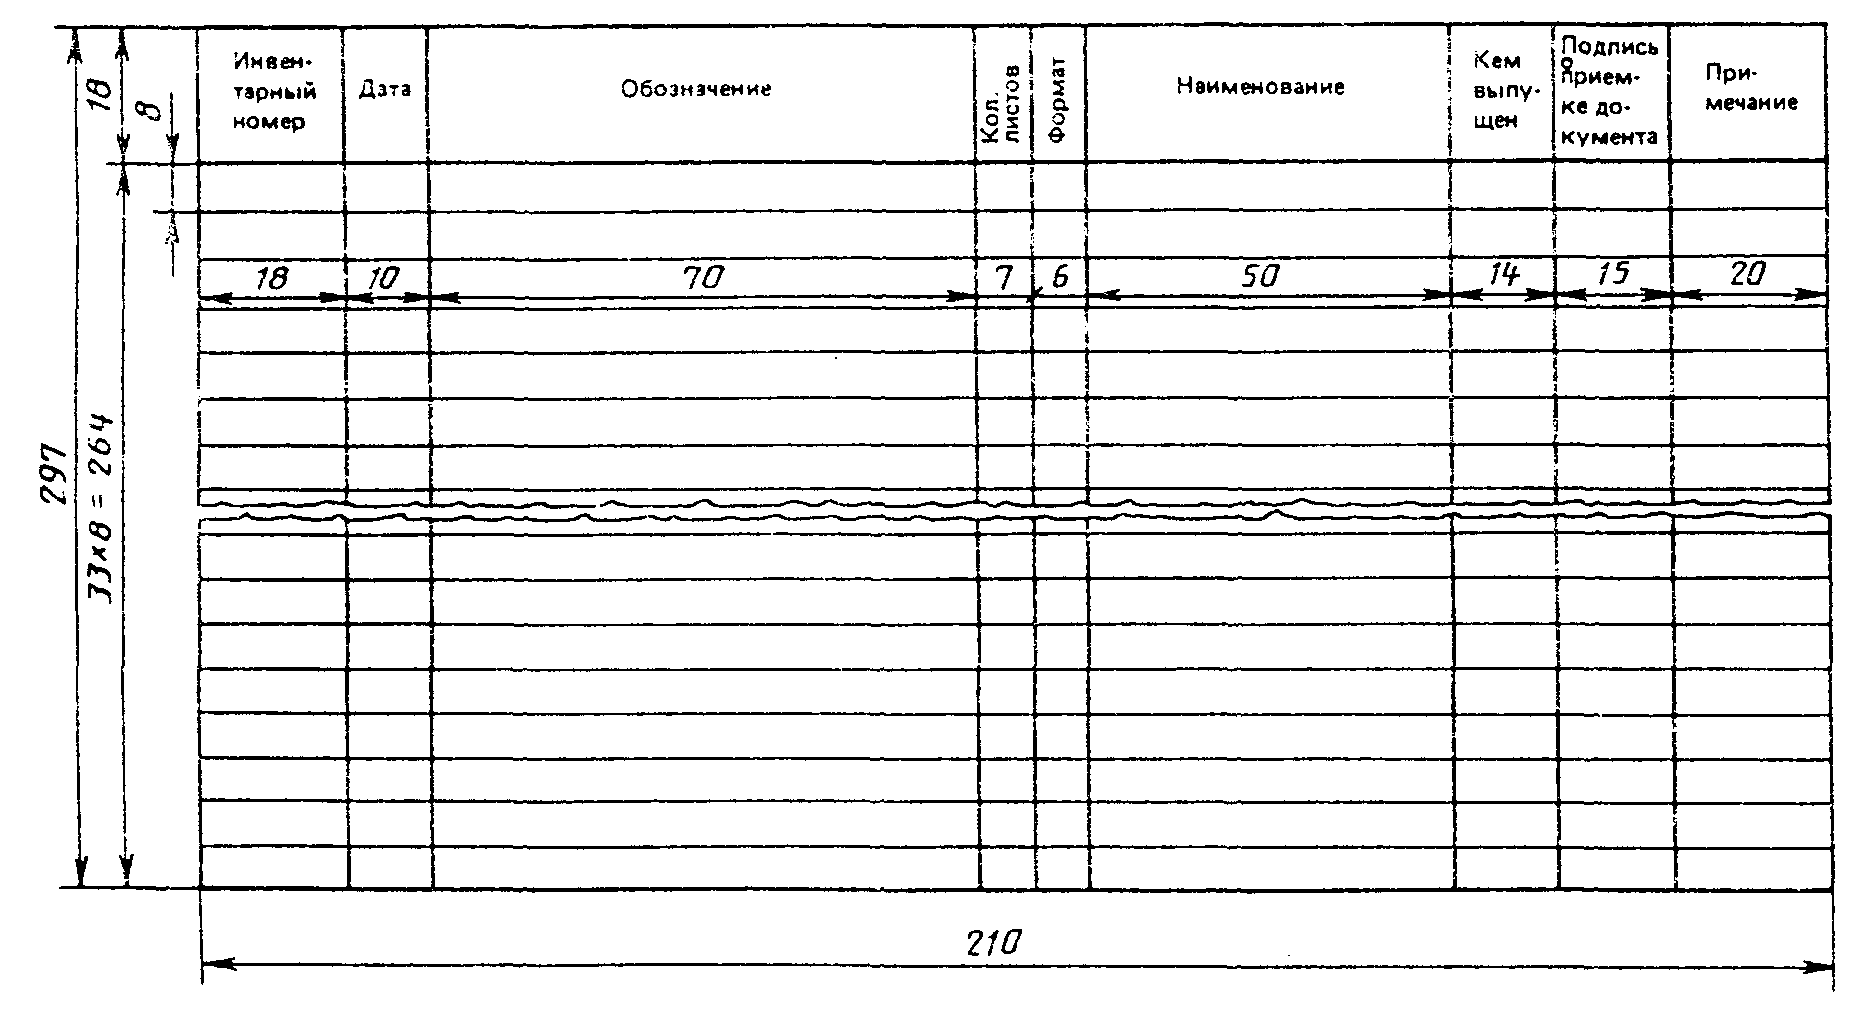 Инвен-
тарный
номер
Дата
Обозначение
Кол.
листов
Формат
Наименование
Кем
выпу-
щен
Подпись
о
прием-
ке до-
кумента
При-
мечание
18
8
18
10
70
7
6
50
14
15
20
297
33×8 = 264
210